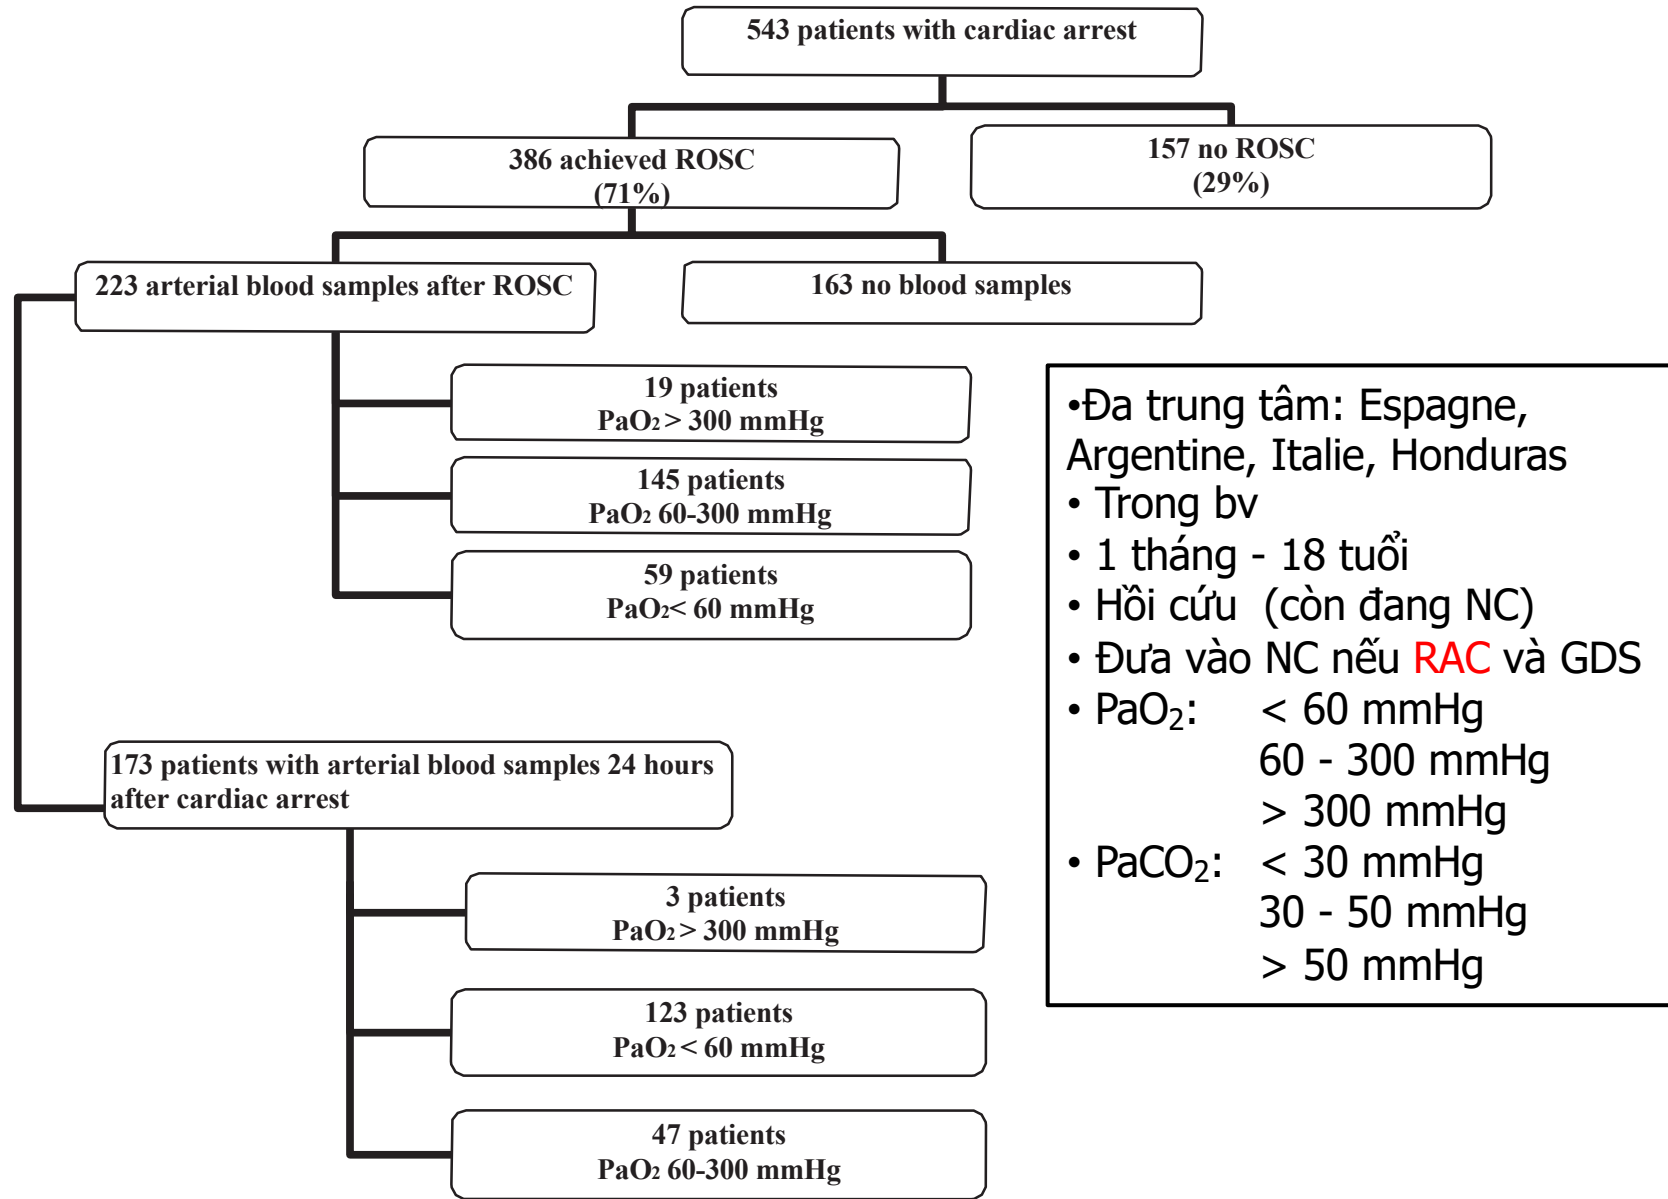 543 patients with cardiac arrest
386 achieved ROSC
(71%)
157 no ROSC
(29%)
223 arterial blood samples after ROSC
163 no blood samples
19 patients
PaO₂ > 300 mmHg
145 patients
PaO₂ 60-300 mmHg
59 patients
PaO₂< 60 mmHg
173 patients with arterial blood samples 24 hours
after cardiac arrest
3 patients
PaO₂ > 300 mmHg
123 patients
PaO₂ < 60 mmHg
47 patients
PaO₂ 60-300 mmHg
•Đa trung tâm: Espagne,
Argentine, Italie, Honduras
• Trong bv
• 1 tháng - 18 tuổi
• Hồi cứu (còn đang NC)
• Đưa vào NC nếu RAC và GDS
• PaO₂: < 60 mmHg
60 - 300 mmHg
> 300 mmHg
• PaCO₂: < 30 mmHg
30 - 50 mmHg
> 50 mmHg